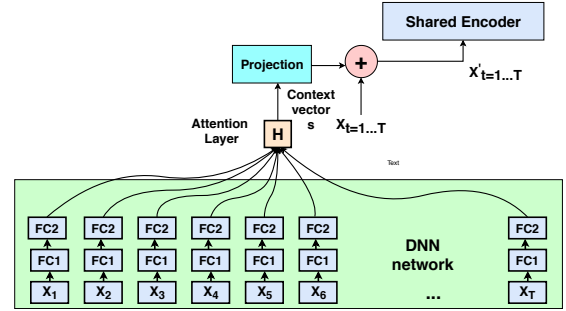 Shared Encoder
Projection
+
X't=1...T
Context
vector
s
Attention
Layer
H
Xt=1...T
Text
FC2 FC2 FC2 FC2 FC2 FC2 FC2
DNN
network
FC1 FC1 FC1 FC1 FC1 FC1 FC1
X1 X2 X3 X4 X5 X6 ... XT